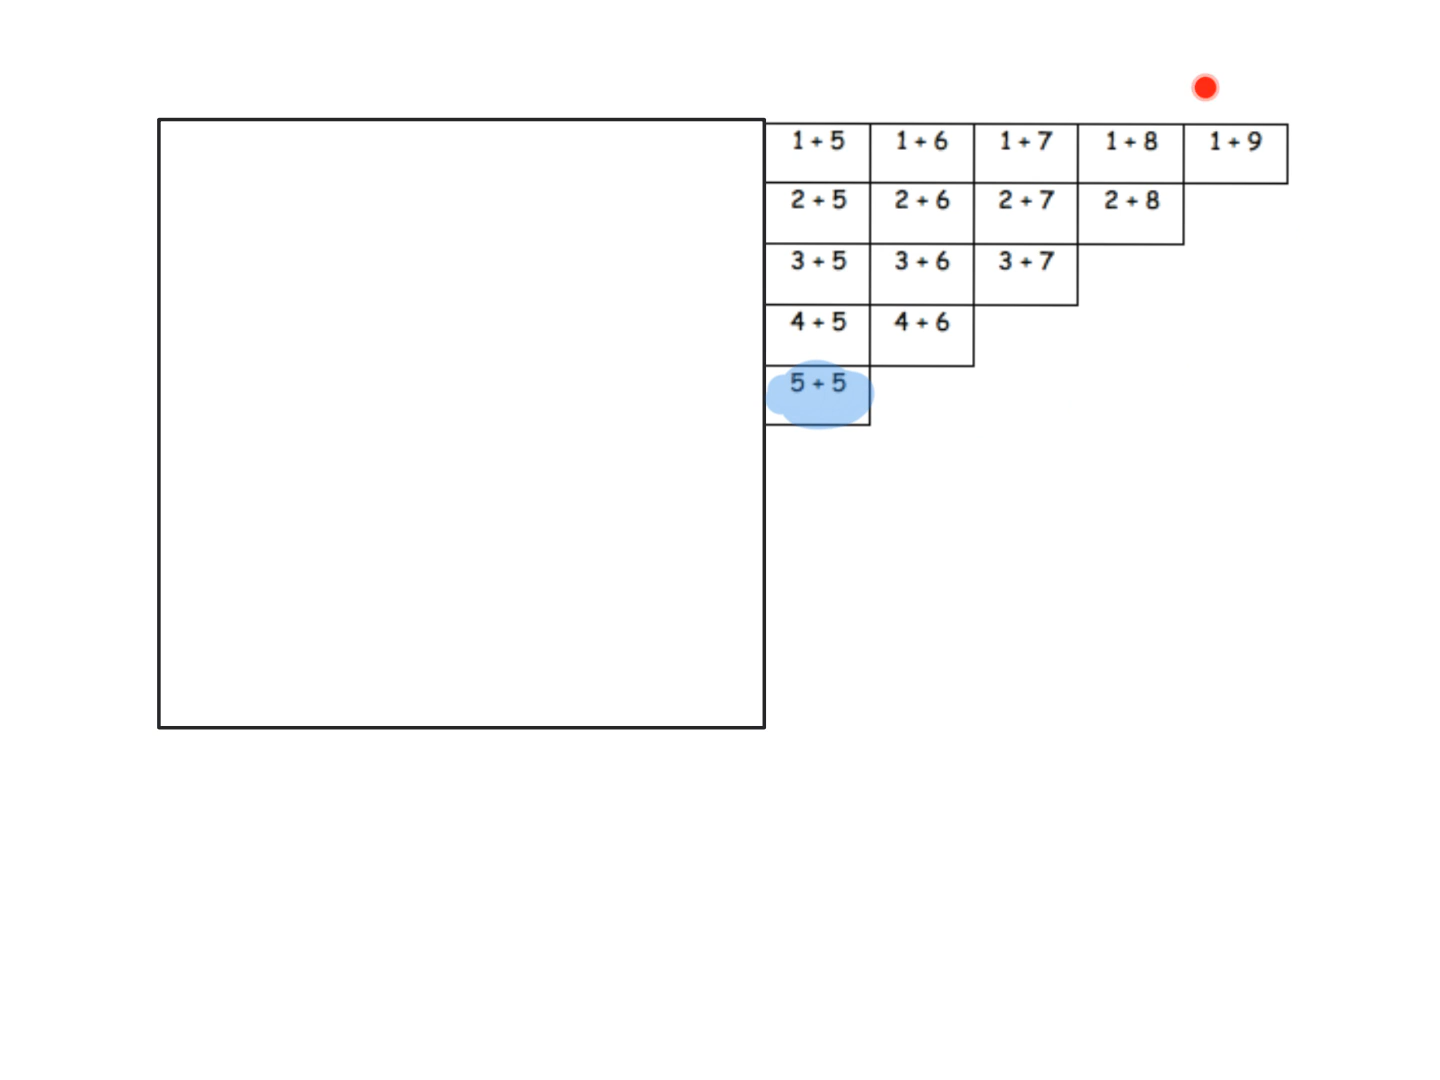 1 + 5 1 + 6 1 + 7 1 + 8 1 + 9
2 + 5 2 + 6 2 + 7 2 + 8
3 + 5 3 + 6 3 + 7
4 + 5 4 + 6
5 + 5